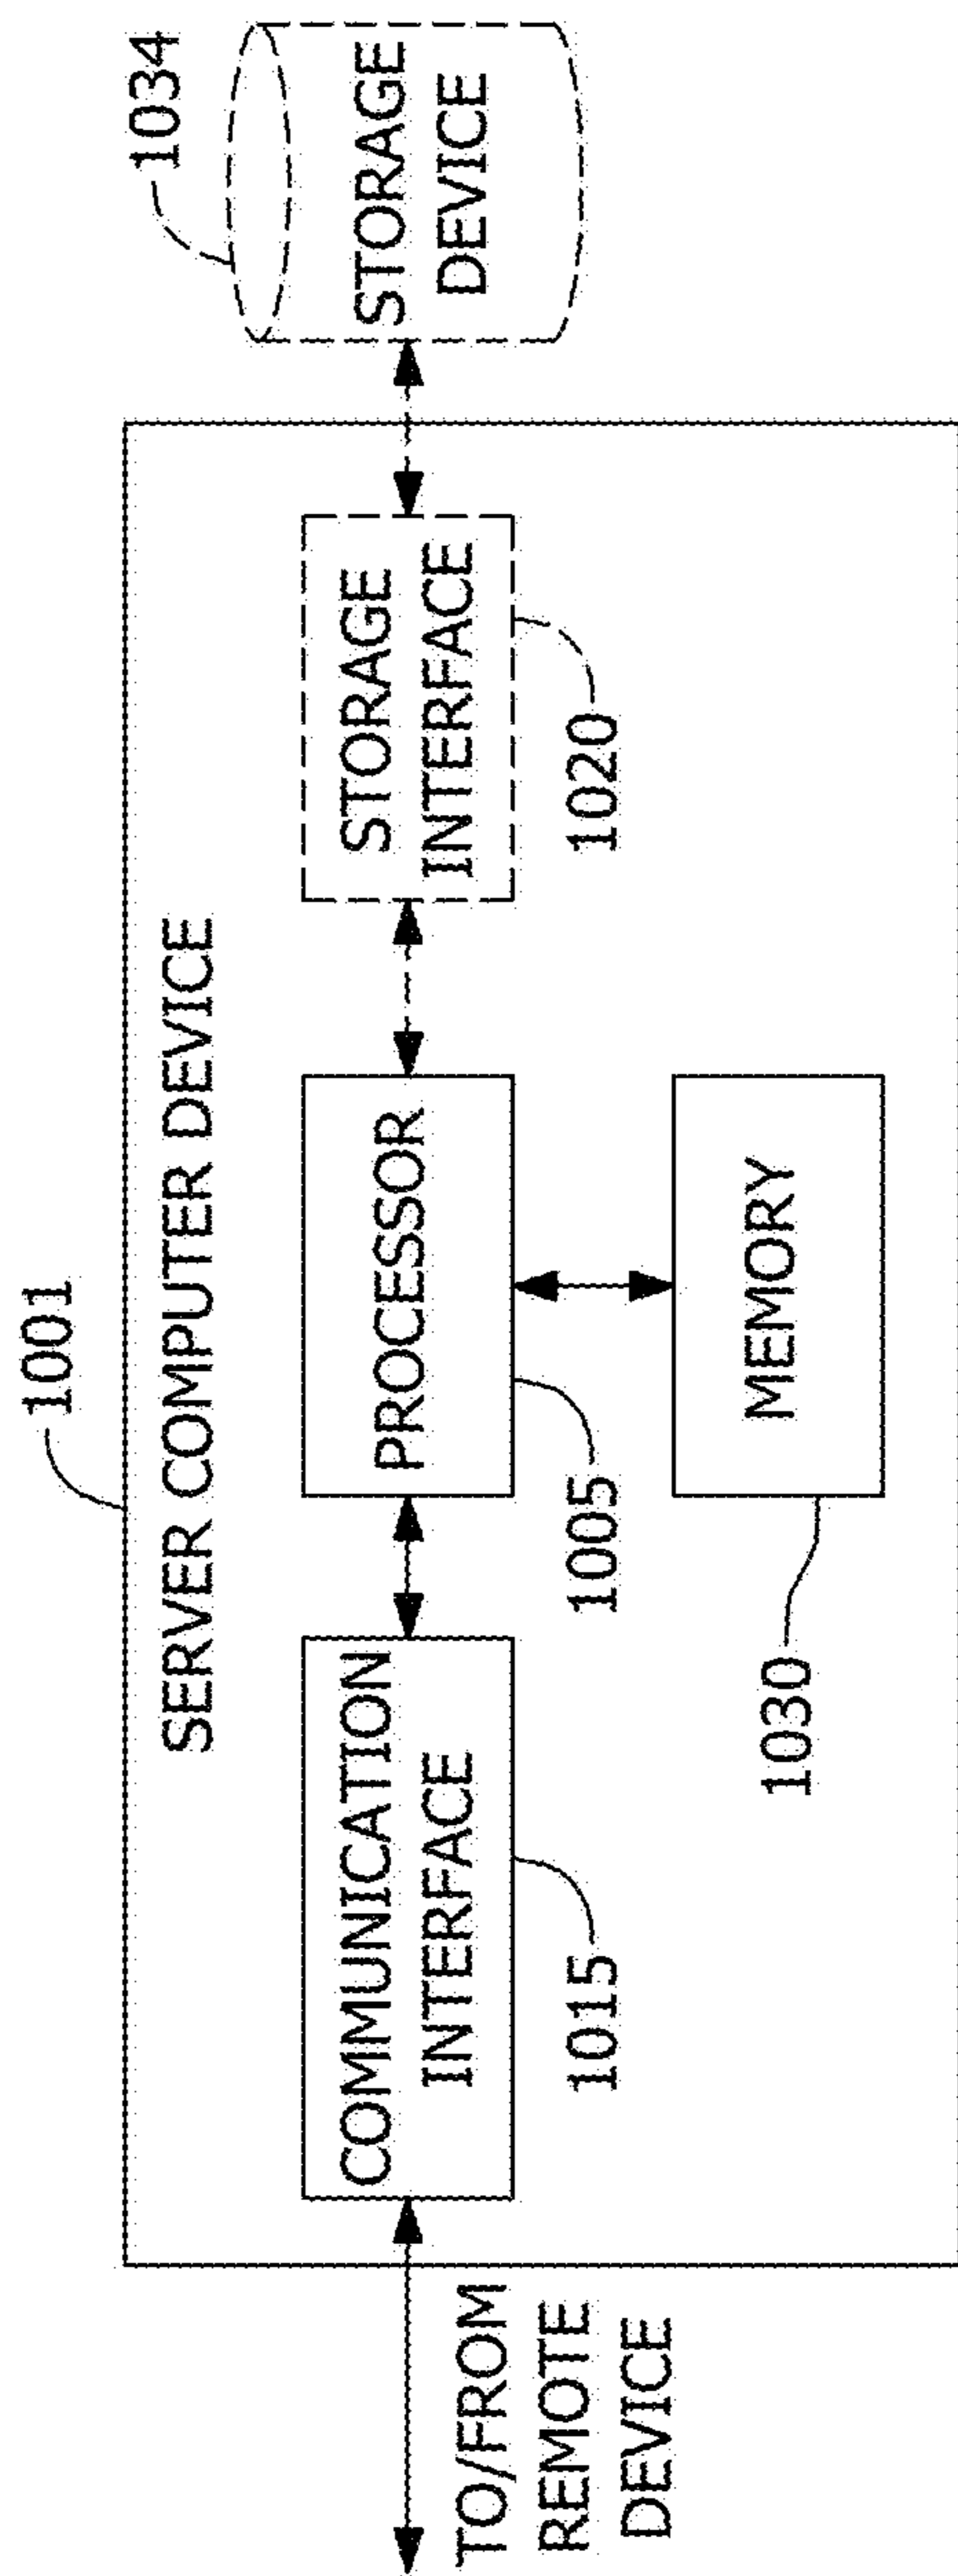 1001
SERVER COMPUTER DEVICE
1034
COMMUNICATION
INTERFACE
PROCESSOR
STORAGE
INTERFACE
STORAGE
DEVICE
TO/FROM
REMOTE
DEVICE
1015
1005
1020
MEMORY
1030